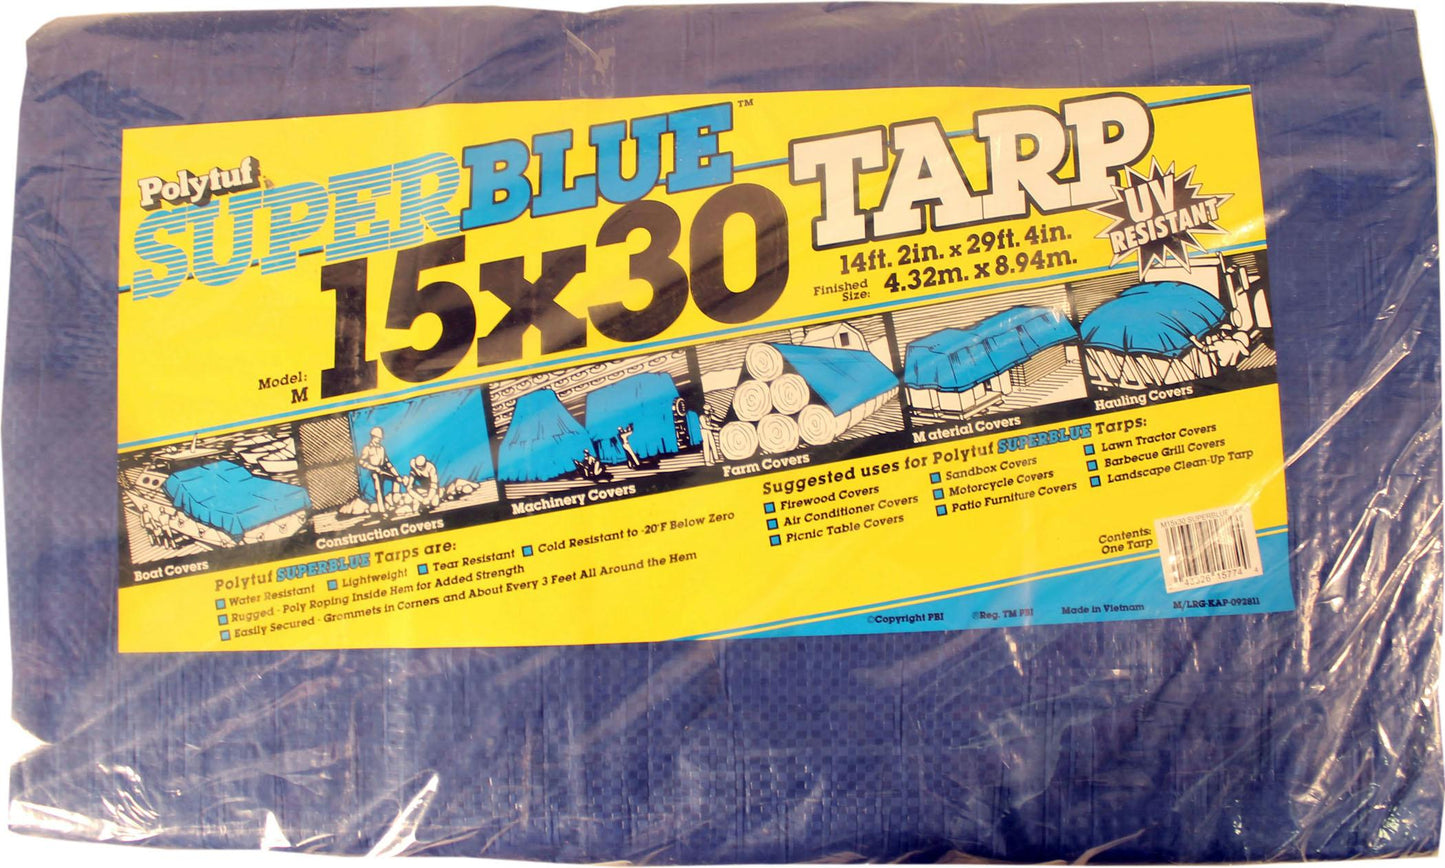 Polytuf
SUPERBLUE™ TARP
15x30
UV
RESISTANT
14ft. 2in. x 29ft. 4in.
Finished
Size: 4.32m. x 8.94m.
Model:
M
Boat Covers
Construction Covers
Machinery Covers
Farm Covers
Material Covers
Hauling Covers
Polytuf SUPERBLUE Tarps are:
Water Resistant
Lightweight
Tear Resistant
Cold Resistant to -20°F Below Zero
Rugged - Poly Roping Inside Hem for Added Strength
Easily Secured - Grommets in Corners and About Every 3 Feet All Around the Hem
Suggested uses for Polytuf SUPERBLUE Tarps:
Firewood Covers
Air Conditioner Covers
Picnic Table Covers
Sandbox Covers
Motorcycle Covers
Patio Furniture Covers
Lawn Tractor Covers
Barbecue Grill Covers
Landscape Clean-Up Tarp
Contents:
One Tarp
M15x30 SUPERBLUE
43326 15774 4
©Copyright PBI
®Reg. TM PBI
Made in Vietnam
M/LRG-KAP-092811